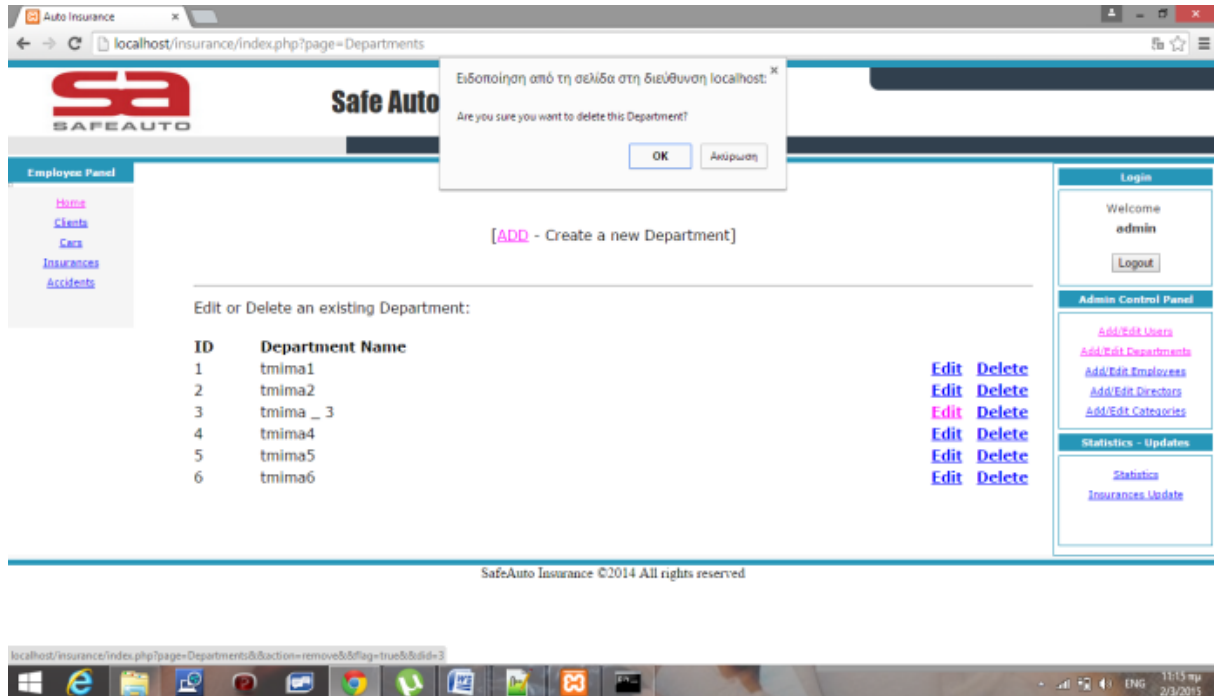 Auto Insurance
localhost/insurance/index.php?page=Departments
SAFEAUTO
Safe Auto
Ειδοποίηση από τη σελίδα στη διεύθυνση localhost:
Are you sure you want to delete this Department?
OK Ακύρωση
Employee Panel
Home
Clients
Cars
Insurances
Accidents
[ADD - Create a new Department]
Edit or Delete an existing Department:
ID Department Name
1 tmima1 Edit Delete
2 tmima2 Edit Delete
3 tmima _ 3 Edit Delete
4 tmima4 Edit Delete
5 tmima5 Edit Delete
6 tmima6 Edit Delete
Login
Welcome
admin
Logout
Admin Control Panel
Add/Edit Users
Add/Edit Departments
Add/Edit Employees
Add/Edit Directors
Add/Edit Categories
Statistics - Updates
Statistics
Insurances Update
SafeAuto Insurance ©2014 All rights reserved
localhost/insurance/index.php?page=Departments&&action=remove&&flag=true&&did=3
ENG
11:15 πμ
2/3/2015